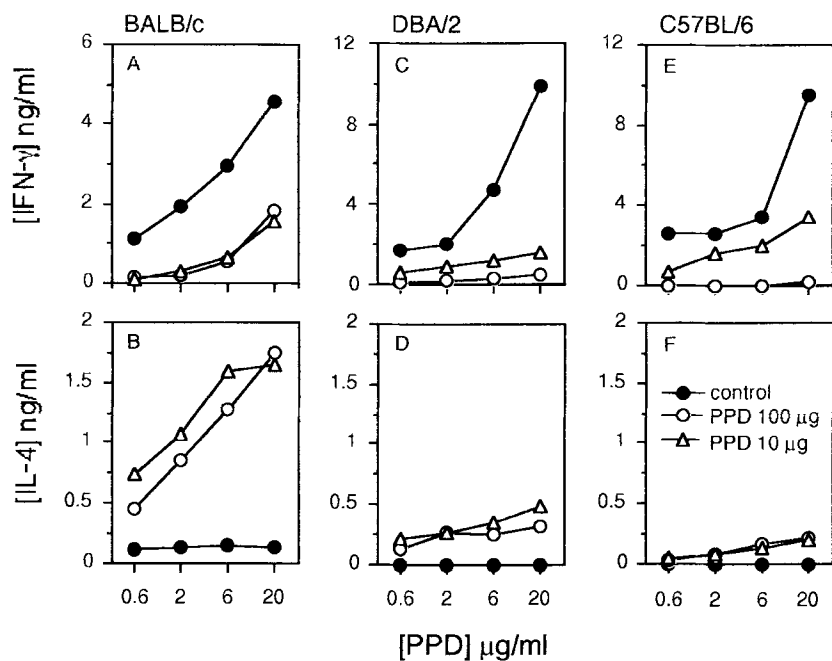 BALB/c DBA/2 C57BL/6
[IFN-γ] ng/ml
6
4
2
0
A
12
8
4
0
C
12
8
4
0
E
[IL-4] ng/ml
2
1.5
1
0.5
0
B
2
1.5
1
0.5
0
D
2
1.5
1
0.5
0
F
control
PPD 100 μg
PPD 10 μg
0.6 2 6 20 0.6 2 6 20 0.6 2 6 20
[PPD] μg/ml